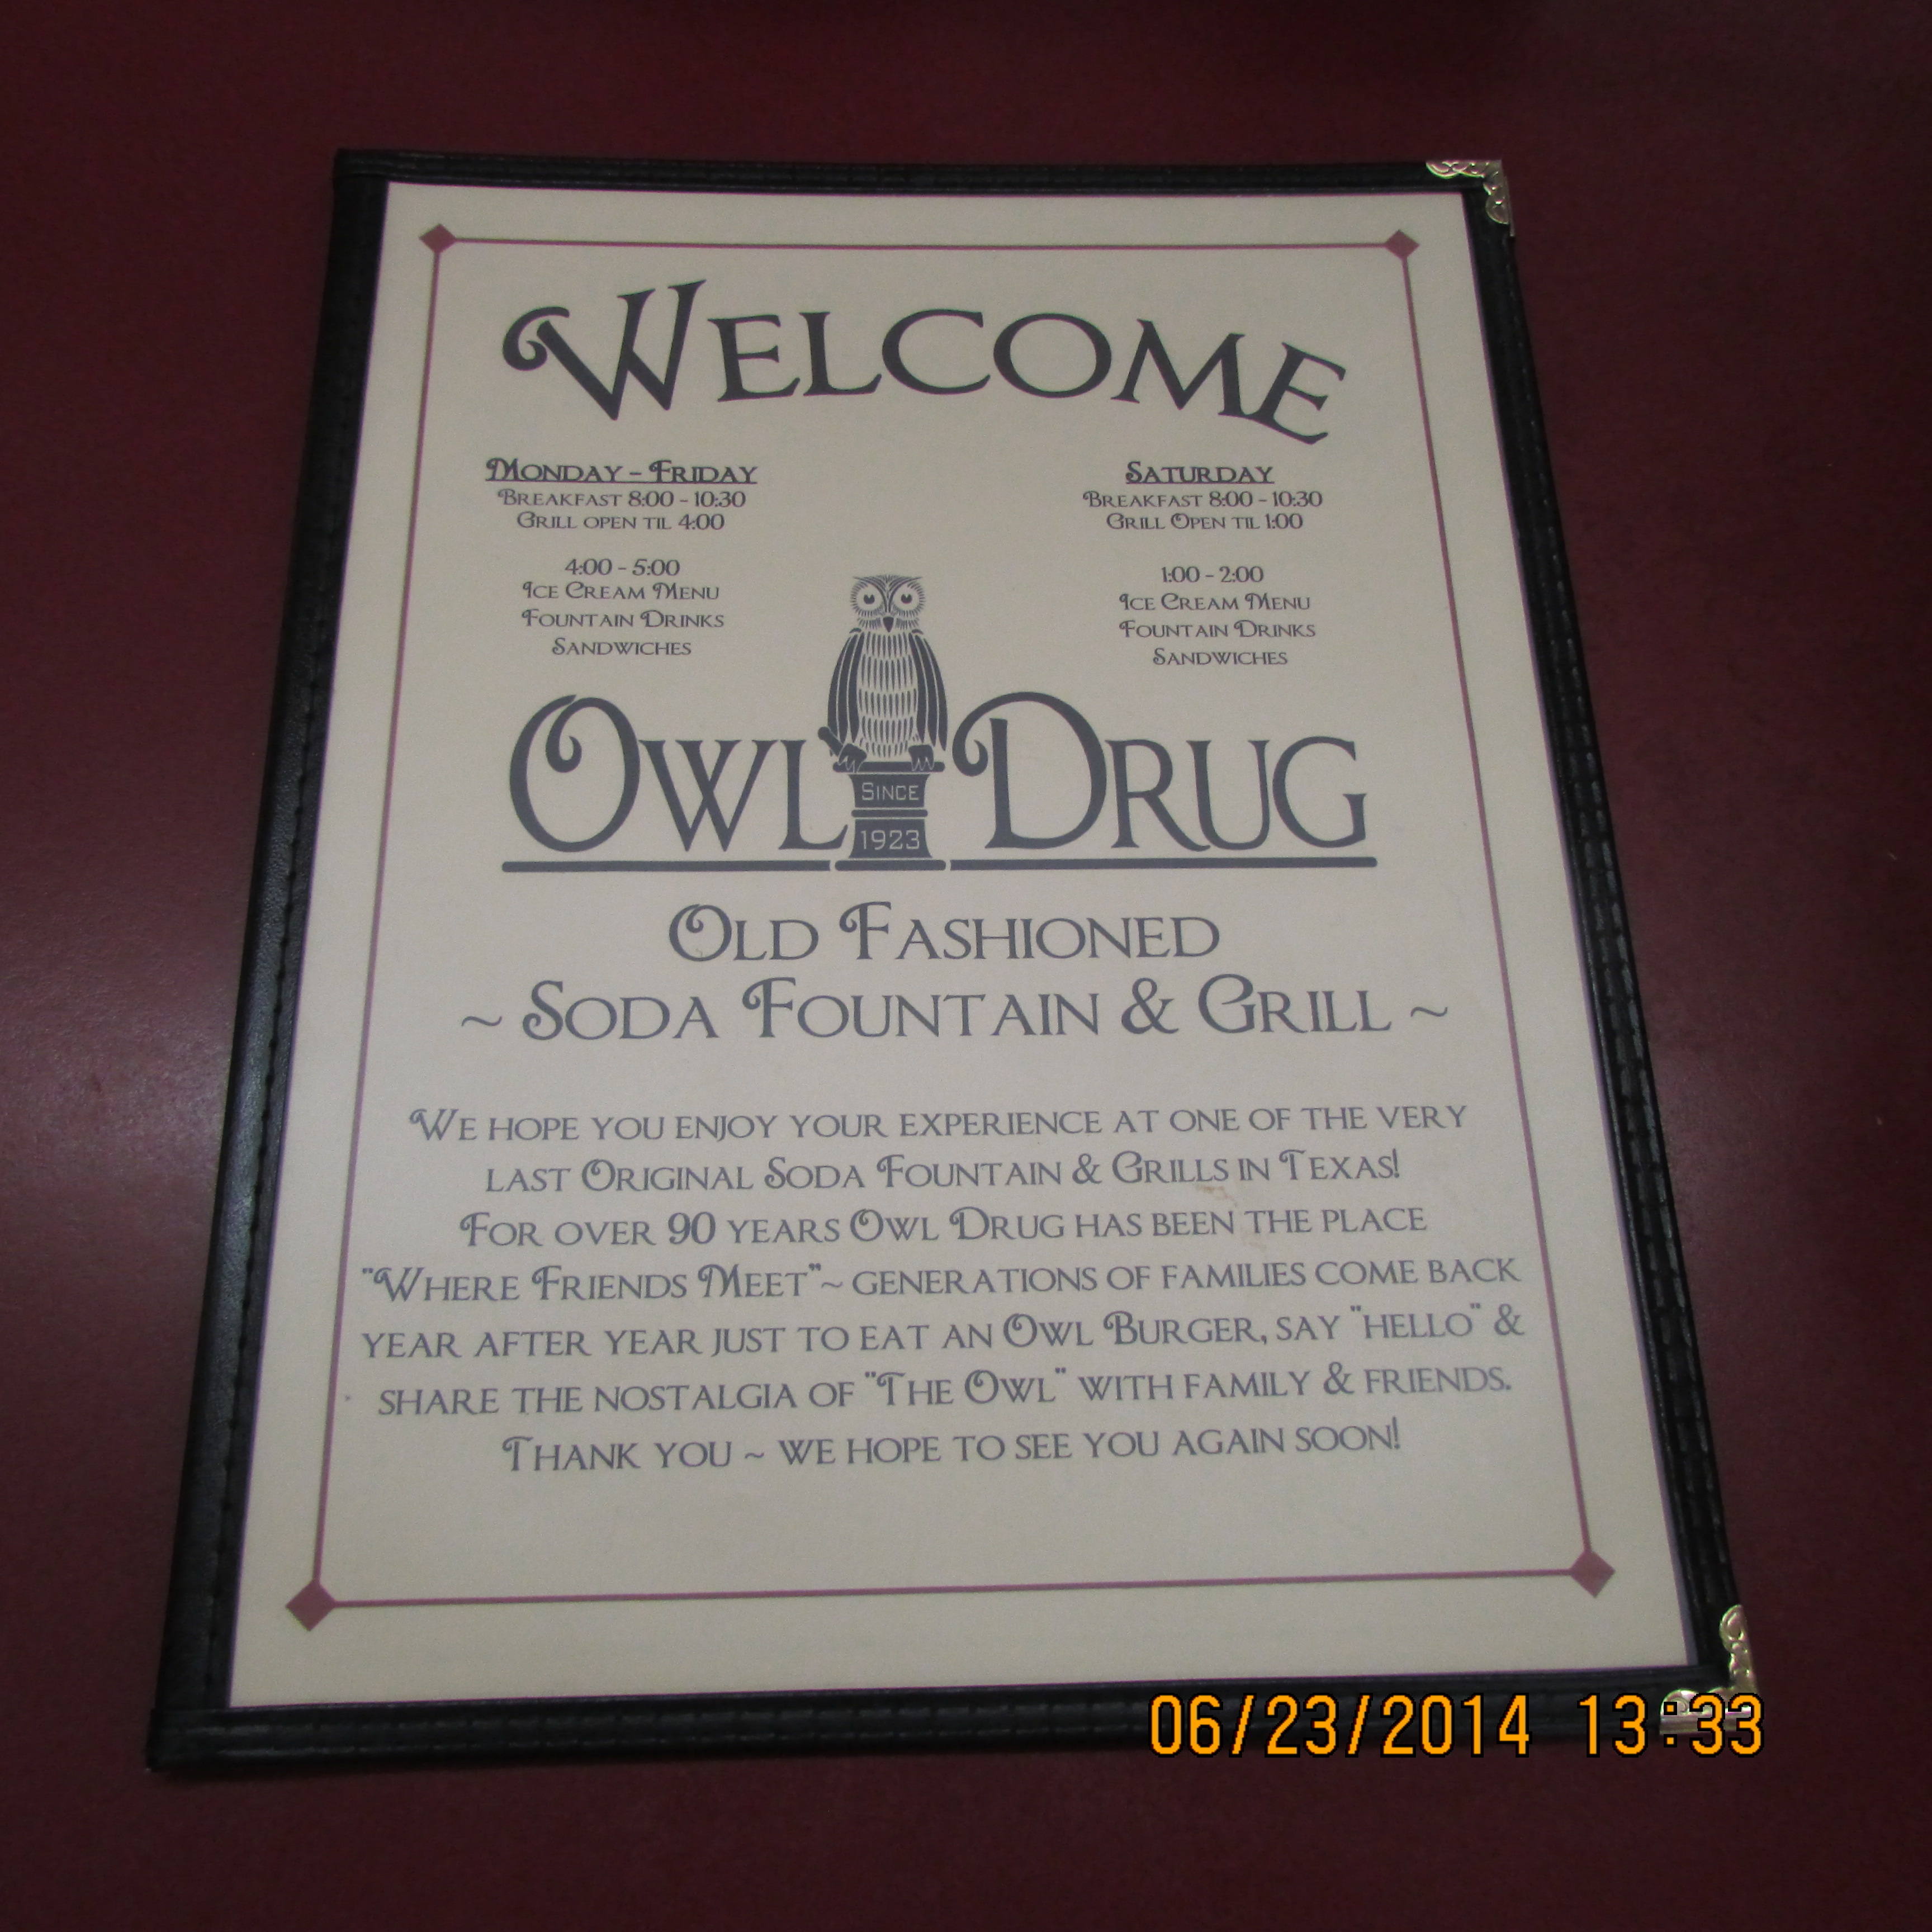 Welcome
Monday - Friday
Breakfast 8:00 - 10:30
Grill open til 4:00
4:00 - 5:00
Ice Cream Menu
Fountain Drinks
Sandwiches
Saturday
Breakfast 8:00 - 10:30
Grill Open til 1:00
1:00 - 2:00
Ice Cream Menu
Fountain Drinks
Sandwiches
Owl Drug
Since
1923
Old Fashioned
~ Soda Fountain & Grill ~
We hope you enjoy your experience at one of the very
last Original Soda Fountain & Grills in Texas!
For over 90 years Owl Drug has been the place
"Where Friends Meet"~ generations of families come back
year after year just to eat an Owl Burger, say "hello" &
share the nostalgia of "The Owl" with family & friends.
Thank you ~ we hope to see you again soon!
06/23/2014 13:33